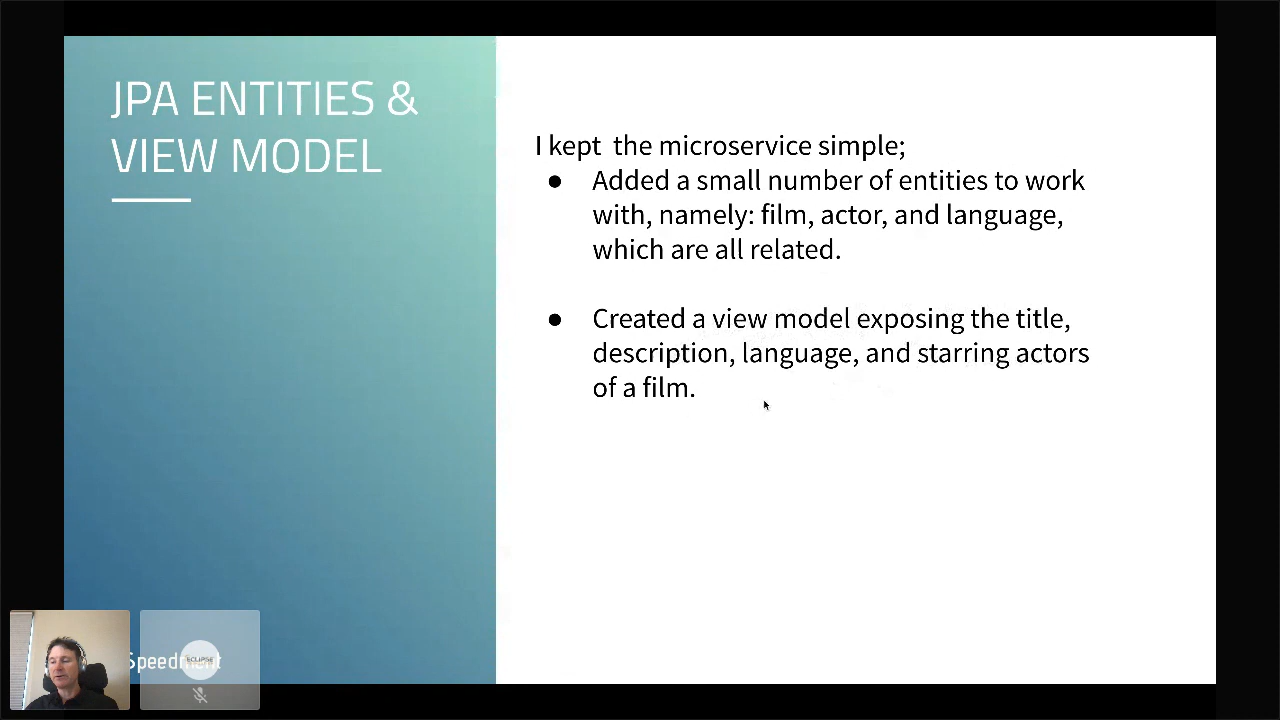 JPA ENTITIES &
VIEW MODEL
I kept the microservice simple;
● Added a small number of entities to work
with, namely: film, actor, and language,
which are all related.
● Created a view model exposing the title,
description, language, and starring actors
of a film.
Speedment
ECLIPSE